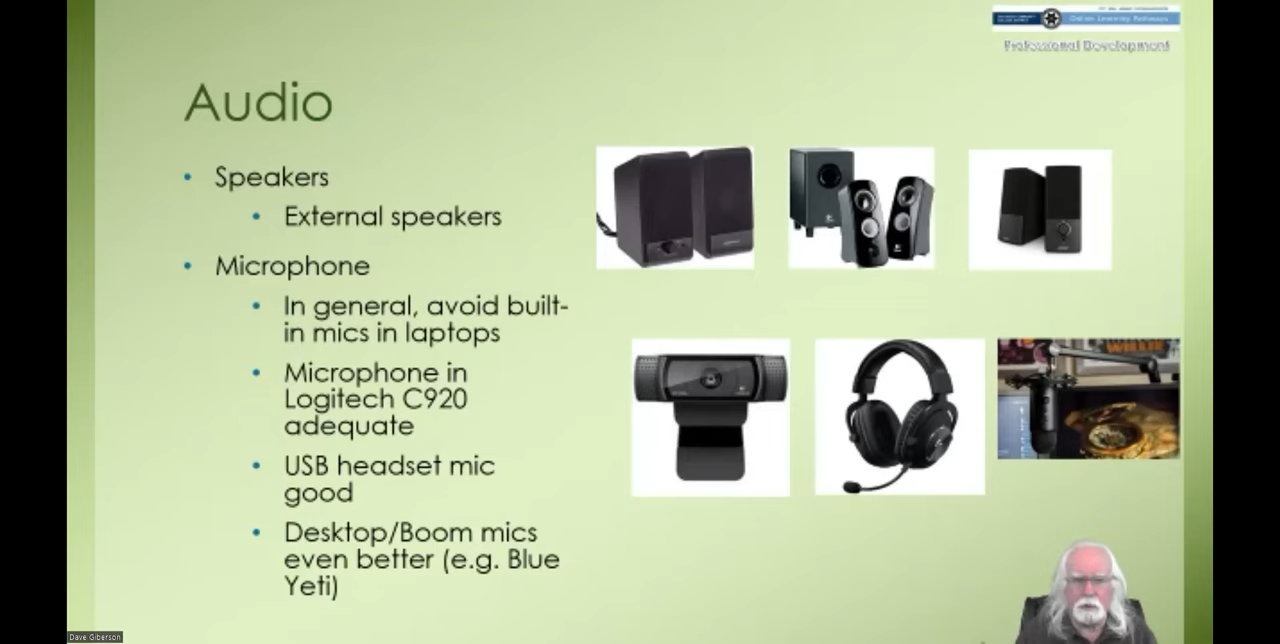 Online Learning Pathways
Professional Development
Audio
• Speakers
• External speakers
• Microphone
• In general, avoid built-
in mics in laptops
• Microphone in
Logitech C920
adequate
• USB headset mic
good
• Desktop/Boom mics
even better (e.g. Blue
Yeti)
WILLIE
Dave Giberson